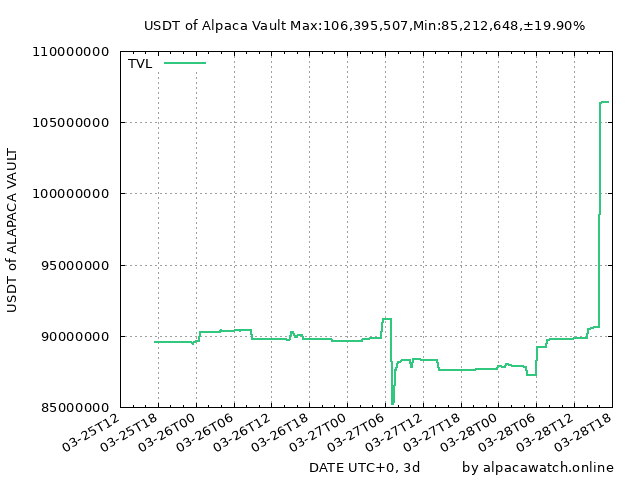 USDT of Alpaca Vault Max:106,395,507,Min:85,212,648,±19.90%
110000000
TVL
105000000
100000000
95000000
90000000
85000000
USDT of ALAPACA VAULT
03-25T12
03-25T18
03-26T00
03-26T06
03-26T12
03-26T18
03-27T00
03-27T06
03-27T12
03-27T18
03-28T00
03-28T06
03-28T12
03-28T18
DATE UTC+0, 3d
by alpacawatch.online